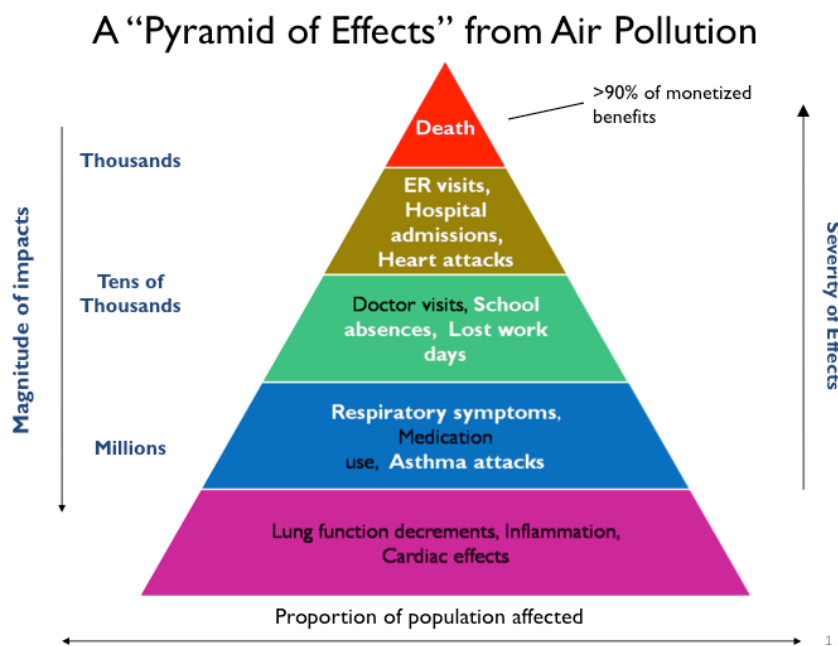 A “Pyramid of Effects” from Air Pollution
>90% of monetized
benefits
Death
Thousands
ER visits,
Hospital
admissions,
Heart attacks
Magnitude of impacts
Severity of Effects
Tens of
Thousands
Doctor visits, School
absences, Lost work
days
Respiratory symptoms,
Medication
use, Asthma attacks
Millions
Lung function decrements, Inflammation,
Cardiac effects
Proportion of population affected
1